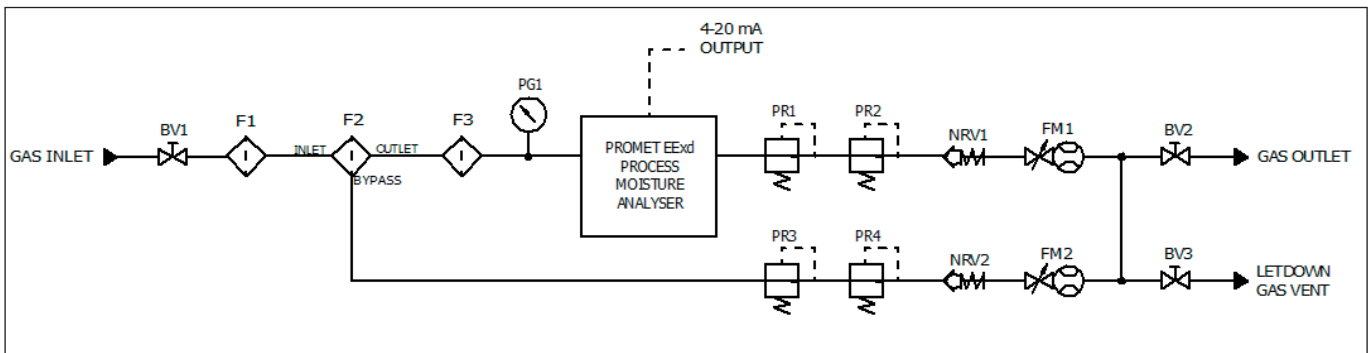 4-20 mA
OUTPUT
PG1
BV1
F1
F2
F3
PR1
PR2
NRV1
FM1
BV2
GAS INLET
INLET
OUTLET
BYPASS
PROMET EExd
PROCESS
MOISTURE
ANALYSER
GAS OUTLET
PR3
PR4
NRV2
FM2
BV3
LETDOWN
GAS VENT